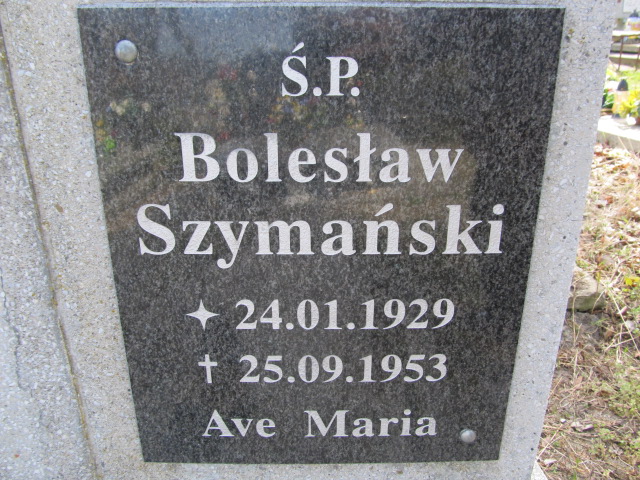 Ś.P.
Bolesław
Szymański
✦ 24.01.1929
✝ 25.09.1953
Ave Maria